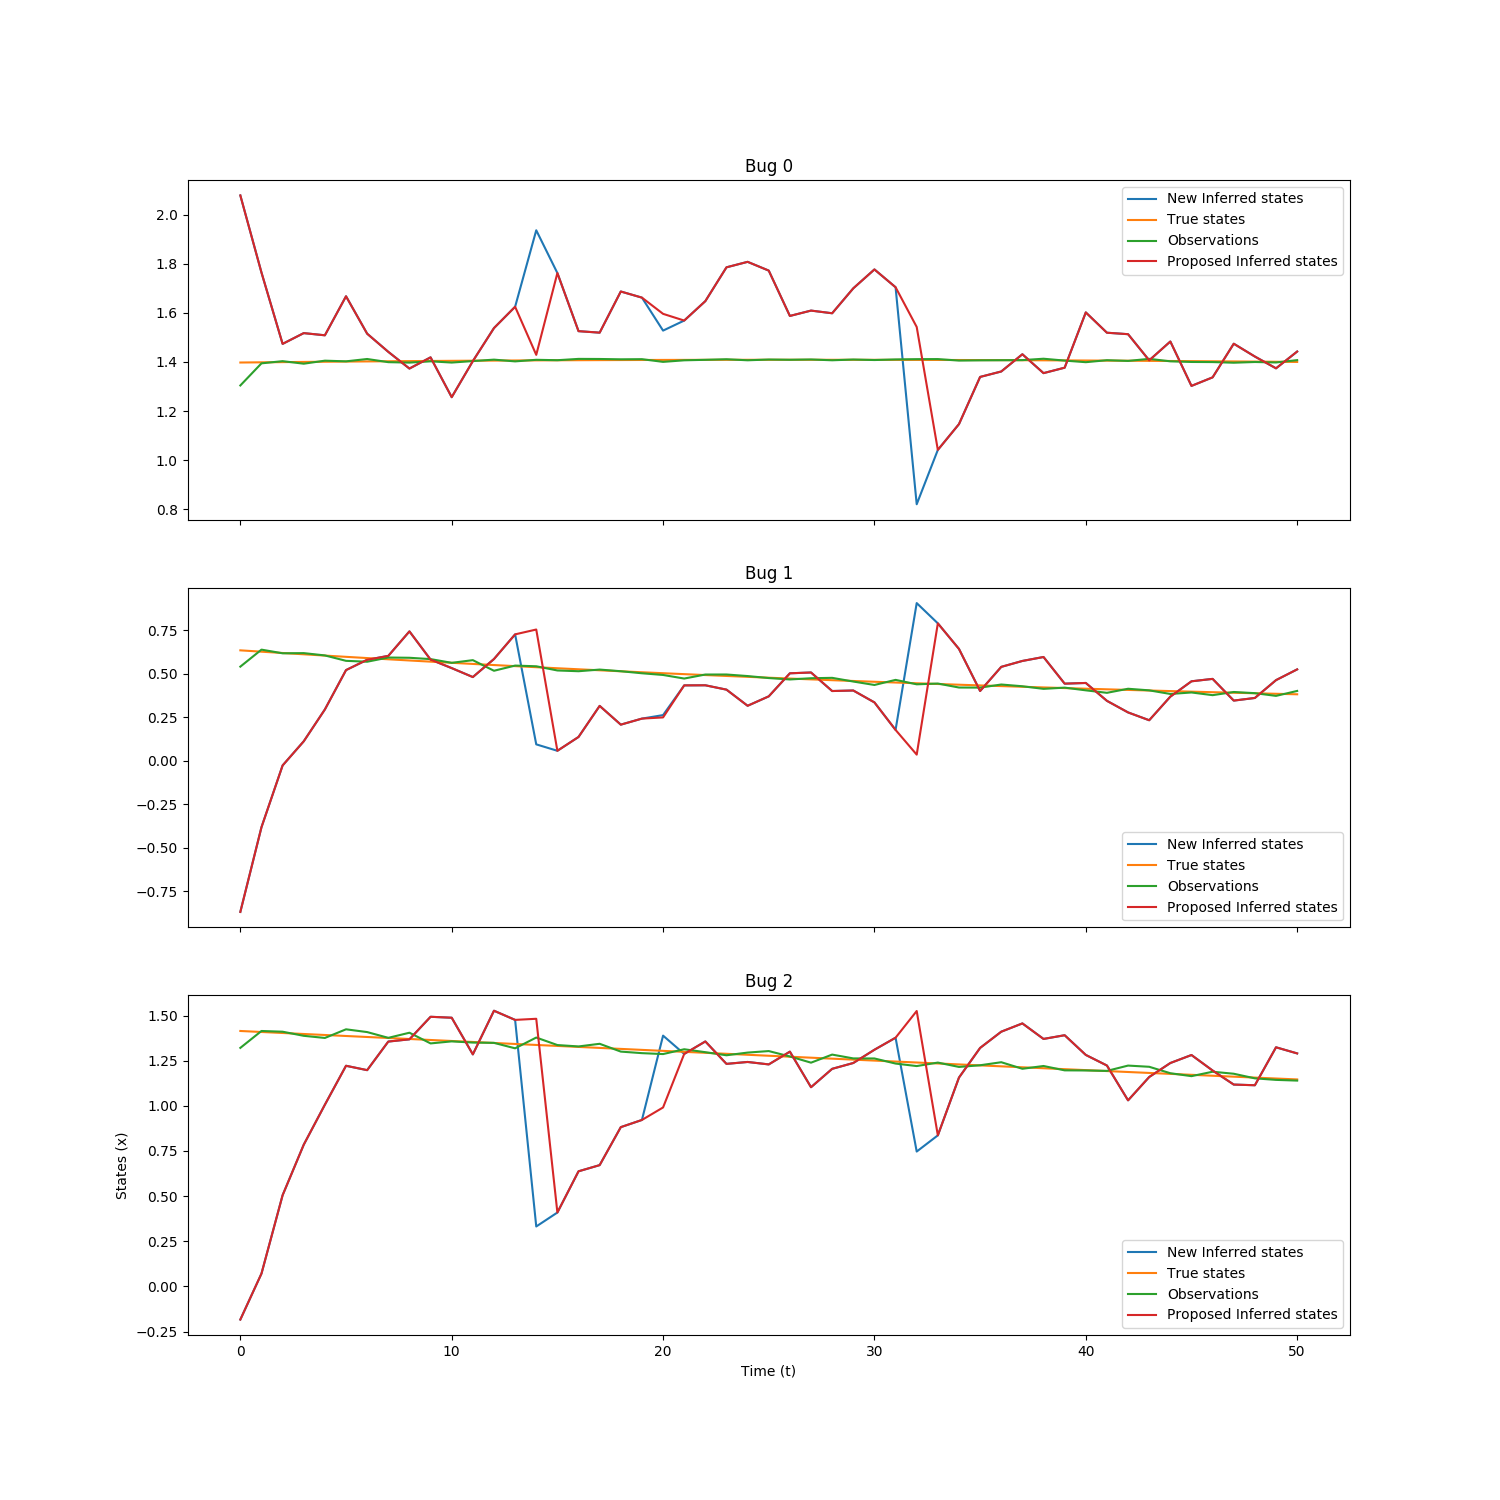 Bug 0
2.0
1.8
1.6
1.4
1.2
1.0
0.8
New Inferred states
True states
Observations
Proposed Inferred states
Bug 1
0.75
0.50
0.25
0.00
−0.25
−0.50
−0.75
New Inferred states
True states
Observations
Proposed Inferred states
Bug 2
States (x)
1.50
1.25
1.00
0.75
0.50
0.25
0.00
−0.25
New Inferred states
True states
Observations
Proposed Inferred states
0 10 20 30 40 50
Time (t)